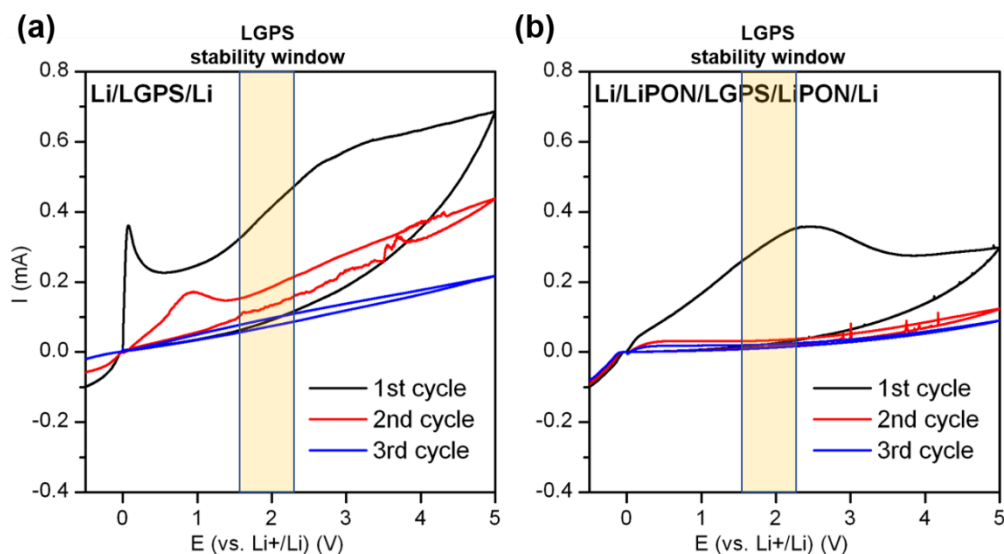 (a)
LGPS
stability window
Li/LGPS/Li
0.8
0.6
0.4
0.2
0.0
-0.2
-0.4
I (mA)
1st cycle
2nd cycle
3rd cycle
0 1 2 3 4 5
E (vs. Li+/Li) (V)
(b)
LGPS
stability window
Li/LiPON/LGPS/LiPON/Li
0.8
0.6
0.4
0.2
0.0
-0.2
-0.4
I (mA)
1st cycle
2nd cycle
3rd cycle
0 1 2 3 4 5
E (vs. Li+/Li) (V)